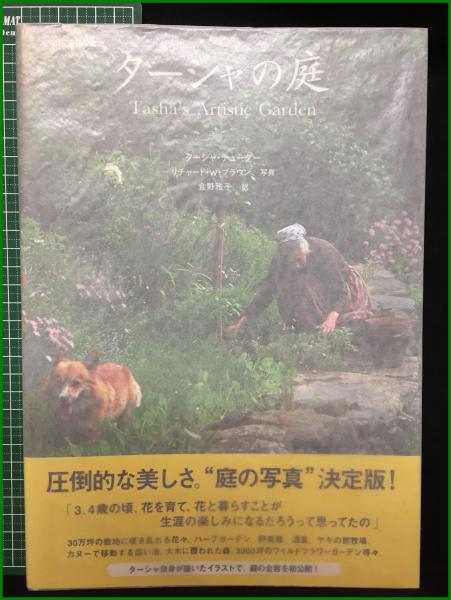 MAT
ターシャの庭
Tasha's Artistic Garden
ターシャ・テューダー
リチャード・W・ブラウン 写真
食野雅子 訳
圧倒的な美しさ。“庭の写真”決定版!
「3、4歳の頃、花を育て、花と暮らすことが
生涯の楽しみになるだろうって思ってたの」
30万坪の敷地に咲き乱れる花々、ハーブガーデン、野菜畑、温室、ヤギの放牧場、
カヌーで移動する広い池、大木に覆われた森、3000坪のワイルドフラワーガーデン等々、
ターシャ自身が描いたイラストで、庭の全容を初公開!